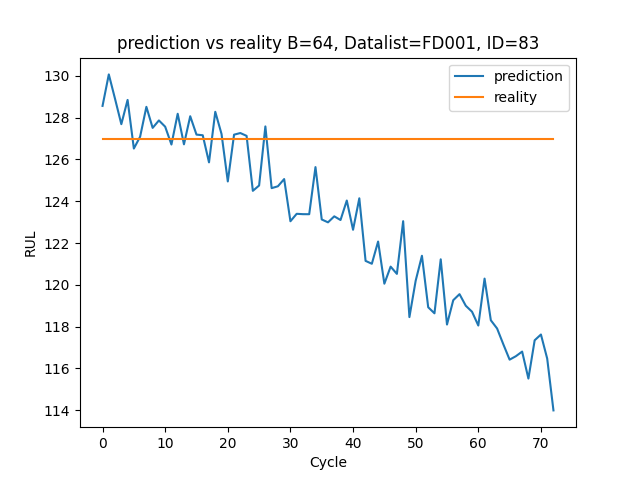 prediction vs reality B=64, Datalist=FD001, ID=83
prediction
reality
RUL
130
128
126
124
122
120
118
116
114
0 10 20 30 40 50 60 70
Cycle